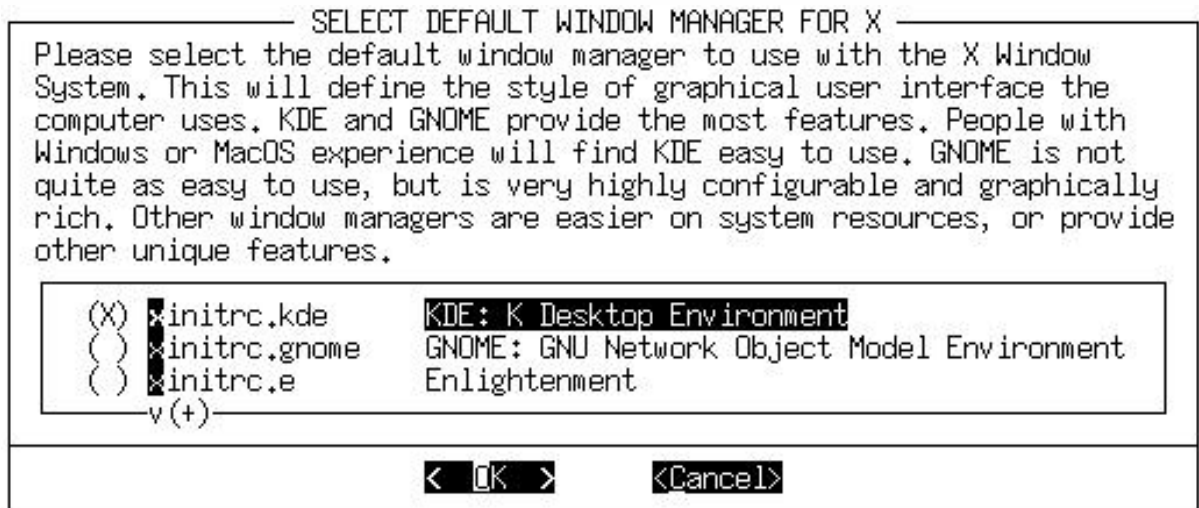 SELECT DEFAULT WINDOW MANAGER FOR X
Please select the default window manager to use with the X Window
System. This will define the style of graphical user interface the
computer uses. KDE and GNOME provide the most features. People with
Windows or MacOS experience will find KDE easy to use. GNOME is not
quite as easy to use, but is very highly configurable and graphically
rich. Other window managers are easier on system resources, or provide
other unique features.
(X) xinitrc.kde KDE: K Desktop Environment
( ) xinitrc.gnome GNOME: GNU Network Object Model Environment
( ) xinitrc.e Enlightenment
v(+)
< OK > <Cancel>